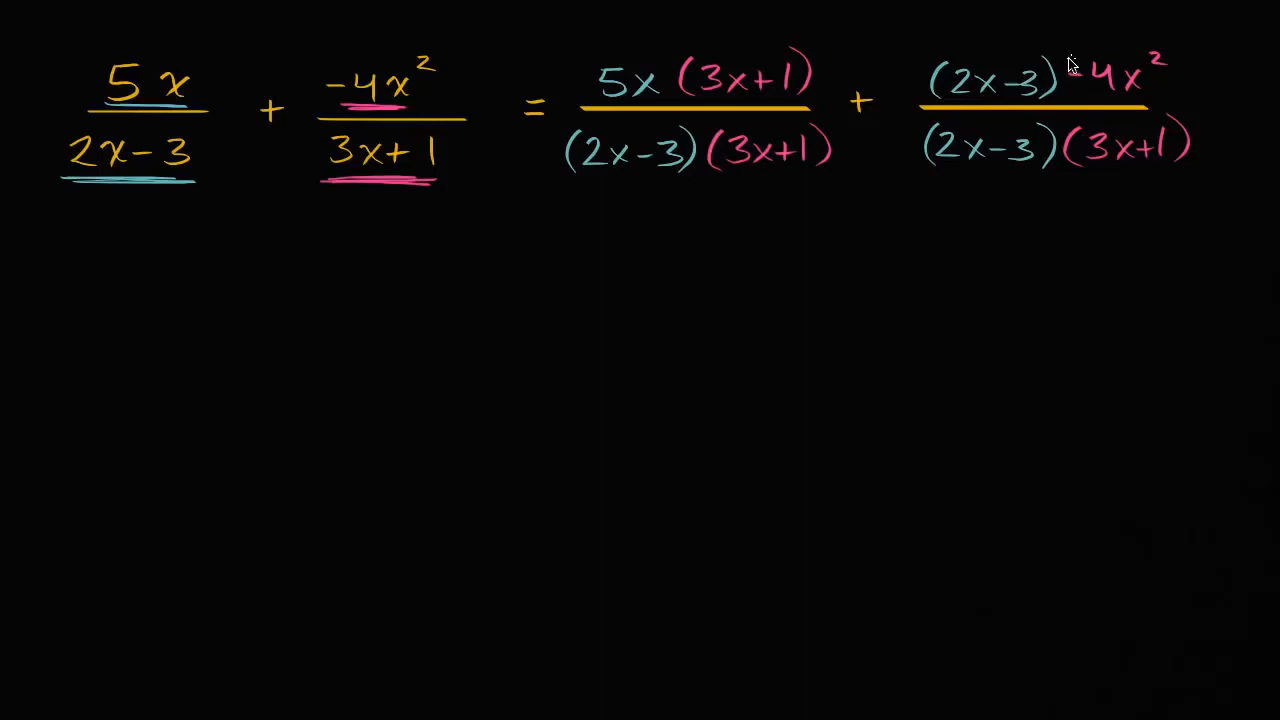 5x / 2x-3 + -4x² / 3x+1 = 5x(3x+1) / (2x-3)(3x+1) + (2x-3)-4x² / (2x-3)(3x+1)